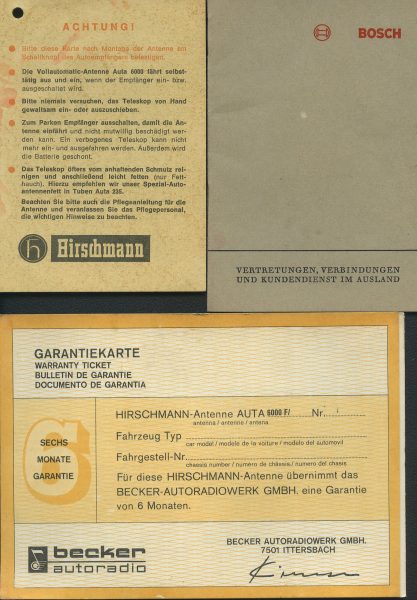 ACHTUNG!
Bitte diese Karte nach Montage der Antenne am
Schaltknopf des Autoempfängers befestigen.
Die Vollautomatic-Antenne Auta 6000 fährt selbst-
tätig aus und ein, wenn der Empfänger ein- bzw.
ausgeschaltet wird.
Bitte niemals versuchen, das Teleskop von Hand
gewaltsam ein- oder auszuschieben.
Zum Parken Empfänger ausschalten, damit die An-
tenne einfährt und nicht mutwillig beschädigt wer-
den kann. Ein verbogenes Teleskop kann nicht
mehr ein- und ausgefahren werden. Außerdem wird
die Batterie geschont.
Das Teleskop öfters vom anhaftenden Schmutz rei-
nigen und anschließend leicht fetten (nur Fett-
hauch). Hierzu empfehlen wir unser Spezial-Auto-
antennenfett in Tuben Auta 235.
Beachten Sie bitte auch die Pflegeanleitung für die
Antenne und veranlassen Sie das Pflegepersonal,
die wichtigen Hinweise zu beachten.
h Hirschmann
BOSCH
VERTRETUNGEN, VERBINDUNGEN
UND KUNDENDIENST IM AUSLAND
GARANTIEKARTE
WARRANTY TICKET
BULLETIN DE GARANTIE
DOCUMENTO DE GARANTIA
6
SECHS
MONATE
GARANTIE
HIRSCHMANN-Antenne AUTA 6000 F/ Nr.
antenna / antenne / antena
Fahrzeug Typ
car model / modele de la voiture / modelo del automovil
Fahrgestell-Nr.
chassis number / numéro de châssis / numero del chasis
Für diese HIRSCHMANN-Antenne übernimmt das
BECKER-AUTORADIOWERK GMBH. eine Garantie
von 6 Monaten.
becker
autoradio
BECKER AUTORADIOWERK GMBH.
7501 ITTERSBACH